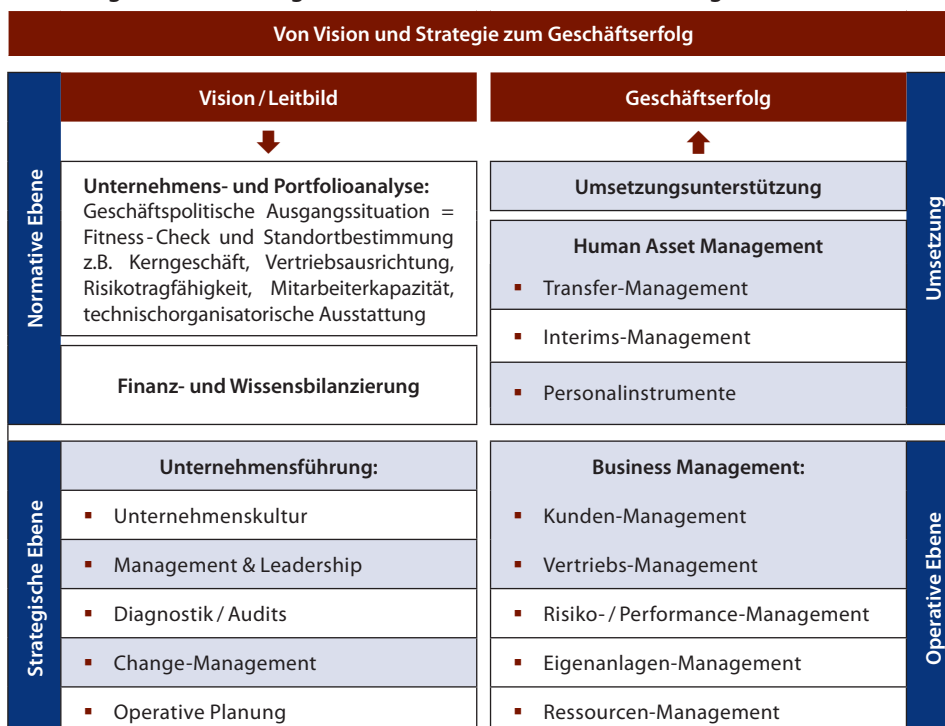 Von Vision und Strategie zum Geschäftserfolg
Normative Ebene
Vision / Leitbild
Unternehmens- und Portfolioanalyse:
Geschäftspolitische Ausgangssituation =
Fitness-Check und Standortbestimmung
z.B. Kerngeschäft, Vertriebsausrichtung,
Risikotragfähigkeit, Mitarbeiterkapazität,
technischorganisatorische Ausstattung
Finanz- und Wissensbilanzierung
Geschäftserfolg
Umsetzungsunterstützung
Human Asset Management
▪ Transfer-Management
▪ Interims-Management
▪ Personalinstrumente
Umsetzung
Strategische Ebene
Unternehmensführung:
▪ Unternehmenskultur
▪ Management & Leadership
▪ Diagnostik / Audits
▪ Change-Management
▪ Operative Planung
Business Management:
▪ Kunden-Management
▪ Vertriebs-Management
▪ Risiko- / Performance-Management
▪ Eigenanlagen-Management
▪ Ressourcen-Management
Operative Ebene